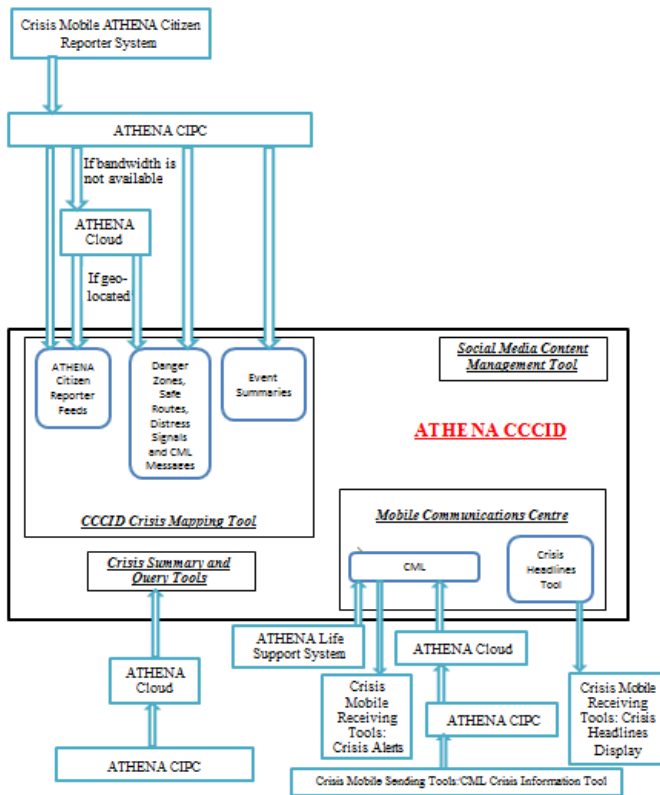 Crisis Mobile ATHENA Citizen
Reporter System
ATHENA CIPC
If bandwidth is
not available
ATHENA
Cloud
If geo-
located
ATHENA
Citizen
Reporter
Feeds
Danger
Zones,
Safe
Routes,
Distress
Signals
and CML
Messages
Event
Summaries
Social Media Content
Management Tool
ATHENA CCCID
CCCID Crisis Mapping Tool
Mobile Communications Centre
Crisis Summary and
Query Tools
CML
Crisis
Headlines
Tool
ATHENA Life
Support System
ATHENA Cloud
ATHENA
Cloud
Crisis
Mobile
Receiving
Tools:
Crisis Alerts
ATHENA CIPC
Crisis Mobile
Receiving
Tools: Crisis
Headlines
Display
ATHENA CIPC
Crisis Mobile Sending Tools:CML Crisis Information Tool